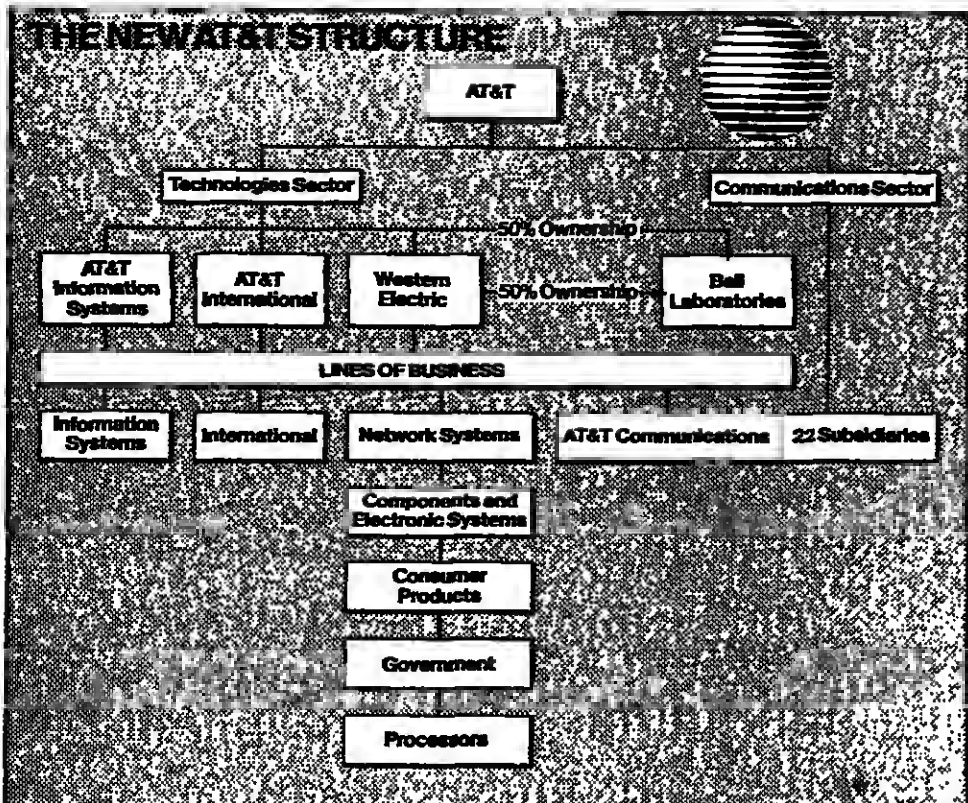 THE NEW AT&T STRUCTURE
AT&T
Technologies Sector
Communications Sector
50% Ownership
AT&T
Information
Systems
AT&T
International
Western
Electric
50% Ownership
Bell
Laboratories
LINES OF BUSINESS
Information
Systems
International
Network Systems
AT&T Communications
22 Subsidiaries
Components and
Electronic Systems
Consumer
Products
Government
Processors